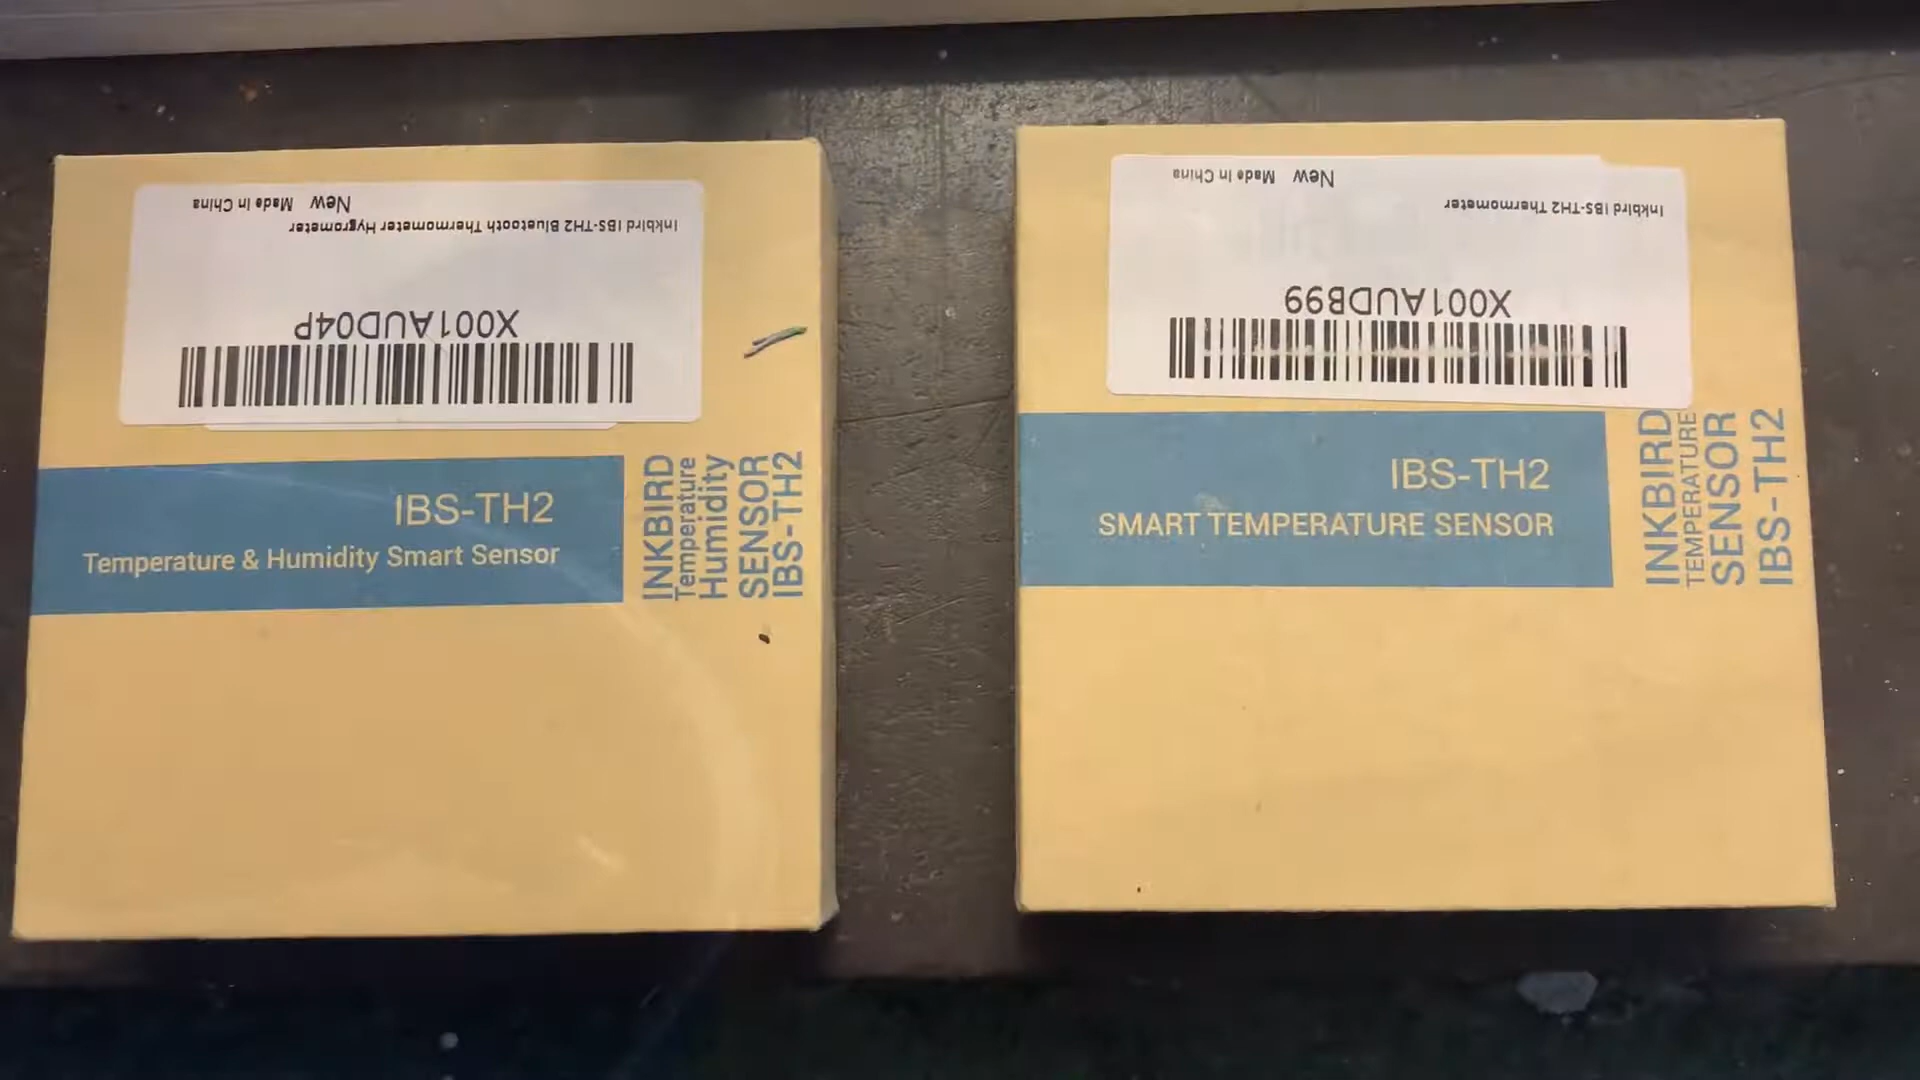 New Made in China
Inkbird IBS-TH2 Bluetooth Thermometer Hygrometer
X001AUD04P
IBS-TH2
Temperature & Humidity Smart Sensor
INKBIRD
Temperature
Humidity
SENSOR
IBS-TH2
New Made in China
Inkbird IBS-TH2 Thermometer
X001AUDB99
IBS-TH2
SMART TEMPERATURE SENSOR
INKBIRD
TEMPERATURE
SENSOR
IBS-TH2